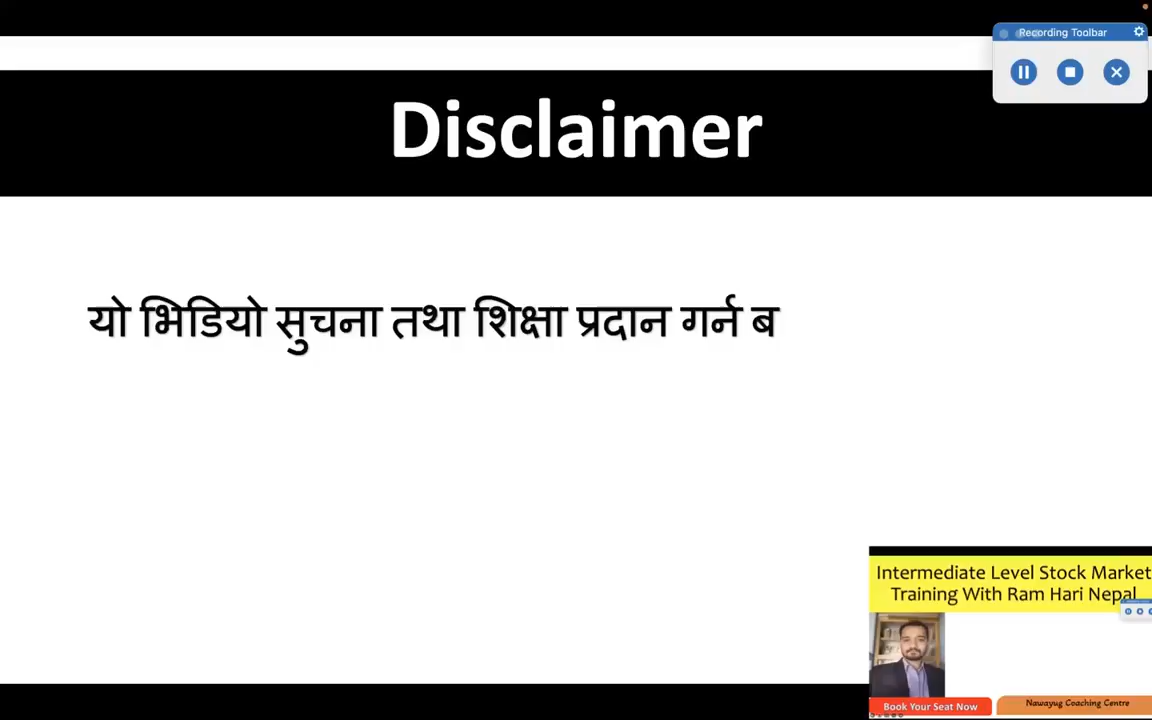 Recording Toolbar
Disclaimer
यो भिडियो सुचना तथा शिक्षा प्रदान गर्न ब
Intermediate Level Stock Market
Training With Ram Hari Nepal
Book Your Seat Now
Nawayug Coaching Centre